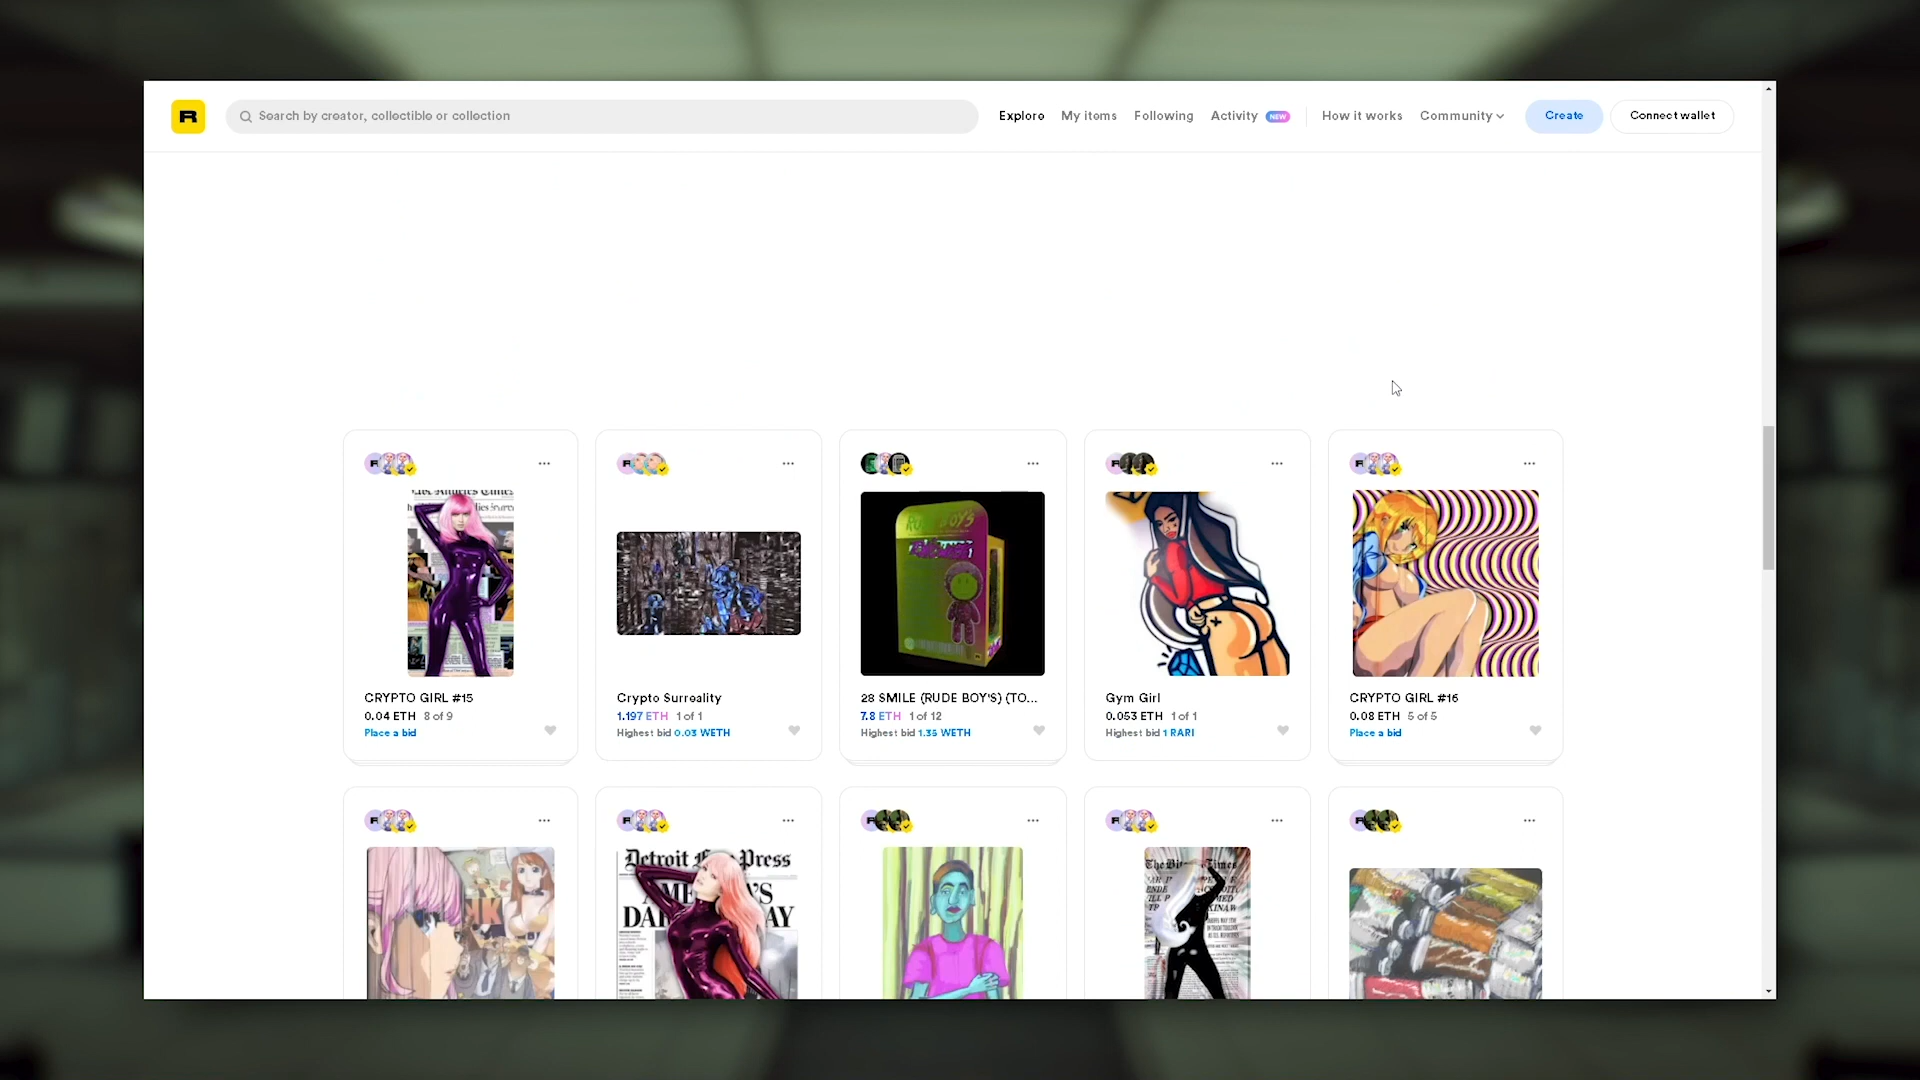 R
Search by creator, collectible or collection
Explore
My items
Following
Activity
NEW
How it works
Community
Create
Connect wallet
Los Angeles Times
CRYPTO GIRL #15
0.04 ETH 8 of 9
Place a bid
Crypto Surreality
1.197 ETH 1 of 1
Highest bid 0.03 WETH
28 SMILE (RUDE BOY'S) (TO...
7.8 ETH 1 of 12
Highest bid 1.35 WETH
Gym Girl
0.053 ETH 1 of 1
Highest bid 1 RARI
CRYPTO GIRL #16
0.08 ETH 5 of 5
Place a bid
Detroit Press